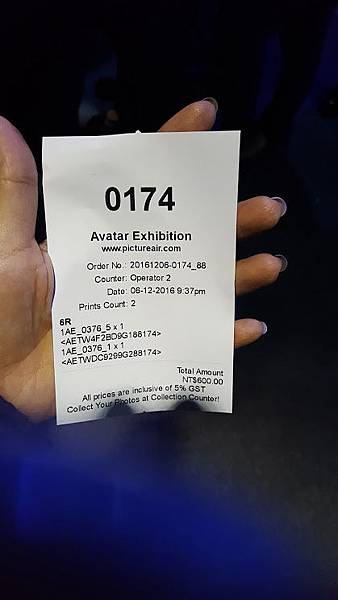 0174
Avatar Exhibition
www.pictureair.com
Order No.: 20161206-0174_88
Counter: Operator 2
Date: 06-12-2016 9:37pm
Prints Count: 2
6R
1AE_0376_5 x 1
<AETW4F2BD9G188174>
1AE_0376_1 x 1
<AETWDC9299G288174>
Total Amount
NT$600.00
All prices are inclusive of 5% GST
Collect Your Photos at Collection Counter!